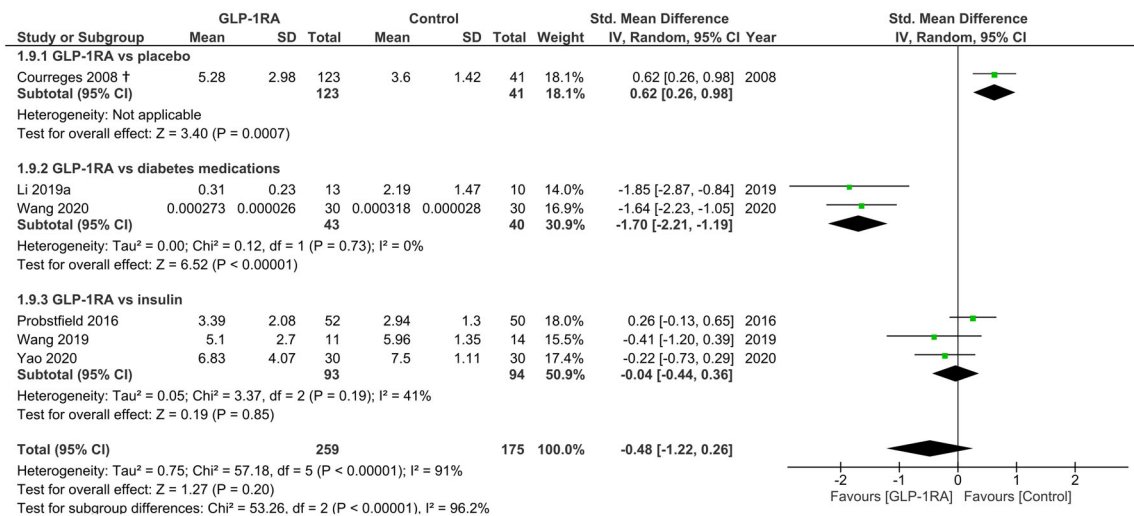 GLP-1RA Control Std. Mean Difference Std. Mean Difference
Study or Subgroup Mean SD Total Mean SD Total Weight IV, Random, 95% CI Year IV, Random, 95% CI
1.9.1 GLP-1RA vs placebo
Courreges 2008 † 5.28 2.98 123 3.6 1.42 41 18.1% 0.62 [0.26, 0.98] 2008
Subtotal (95% CI) 123 41 18.1% 0.62 [0.26, 0.98]
Heterogeneity: Not applicable
Test for overall effect: Z = 3.40 (P = 0.0007)
1.9.2 GLP-1RA vs diabetes medications
Li 2019a 0.31 0.23 13 2.19 1.47 10 14.0% -1.85 [-2.87, -0.84] 2019
Wang 2020 0.000273 0.000026 30 0.000318 0.000028 30 16.9% -1.64 [-2.23, -1.05] 2020
Subtotal (95% CI) 43 40 30.9% -1.70 [-2.21, -1.19]
Heterogeneity: Tau² = 0.00; Chi² = 0.12, df = 1 (P = 0.73); I² = 0%
Test for overall effect: Z = 6.52 (P < 0.00001)
1.9.3 GLP-1RA vs insulin
Probstfield 2016 3.39 2.08 52 2.94 1.3 50 18.0% 0.26 [-0.13, 0.65] 2016
Wang 2019 5.1 2.7 11 5.96 1.35 14 15.5% -0.41 [-1.20, 0.39] 2019
Yao 2020 6.83 4.07 30 7.5 1.11 30 17.4% -0.22 [-0.73, 0.29] 2020
Subtotal (95% CI) 93 94 50.9% -0.04 [-0.44, 0.36]
Heterogeneity: Tau² = 0.05; Chi² = 3.37, df = 2 (P = 0.19); I² = 41%
Test for overall effect: Z = 0.19 (P = 0.85)
Total (95% CI) 259 175 100.0% -0.48 [-1.22, 0.26]
Heterogeneity: Tau² = 0.75; Chi² = 57.18, df = 5 (P < 0.00001); I² = 91%
Test for overall effect: Z = 1.27 (P = 0.20)
Test for subgroup differences: Chi² = 53.26, df = 2 (P < 0.00001), I² = 96.2%
-2 -1 0 1 2
Favours [GLP-1RA] Favours [Control]